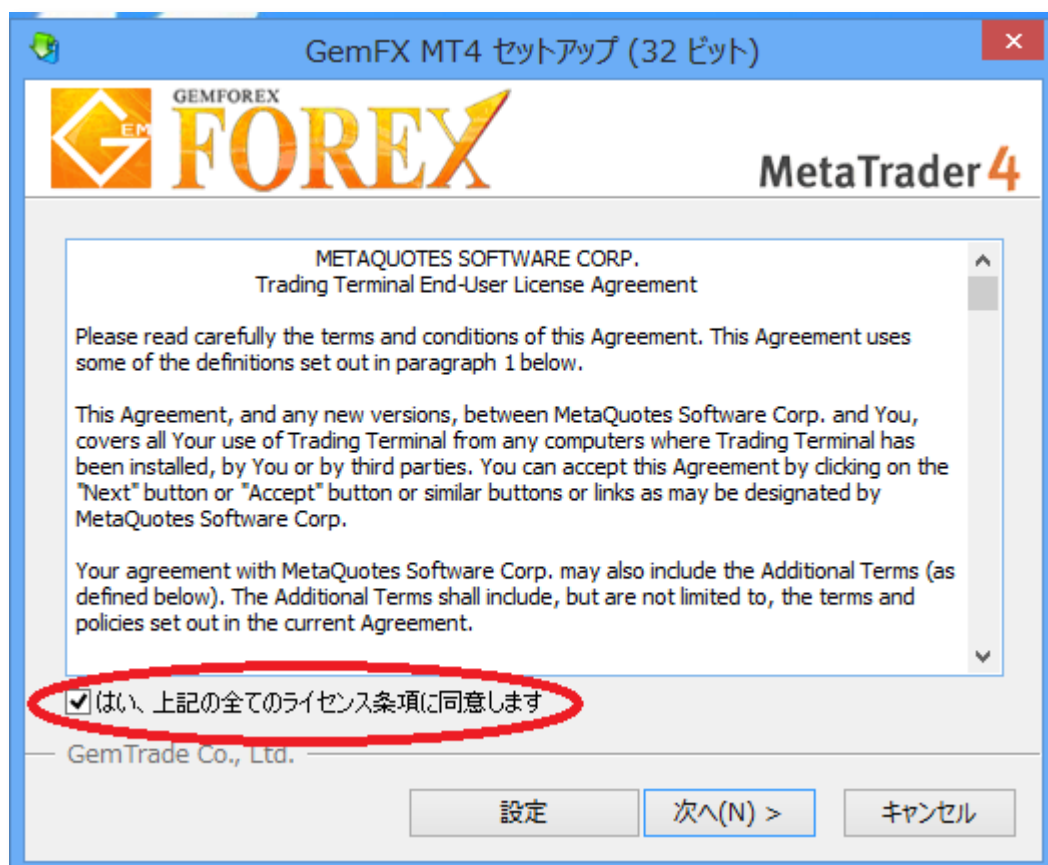 GemFX MT4 セットアップ (32 ビット)
GEMFOREX
GEM
FOREX
MetaTrader 4
METAQUOTES SOFTWARE CORP.
Trading Terminal End-User License Agreement
Please read carefully the terms and conditions of this Agreement. This Agreement uses
some of the definitions set out in paragraph 1 below.
This Agreement, and any new versions, between MetaQuotes Software Corp. and You,
covers all Your use of Trading Terminal from any computers where Trading Terminal has
been installed, by You or by third parties. You can accept this Agreement by clicking on the
"Next" button or "Accept" button or similar buttons or links as may be designated by
MetaQuotes Software Corp.
Your agreement with MetaQuotes Software Corp. may also include the Additional Terms (as
defined below). The Additional Terms shall include, but are not limited to, the terms and
policies set out in the current Agreement.
はい、上記の全てのライセンス条項に同意します
GemTrade Co., Ltd.
設定 次へ(N) > キャンセル